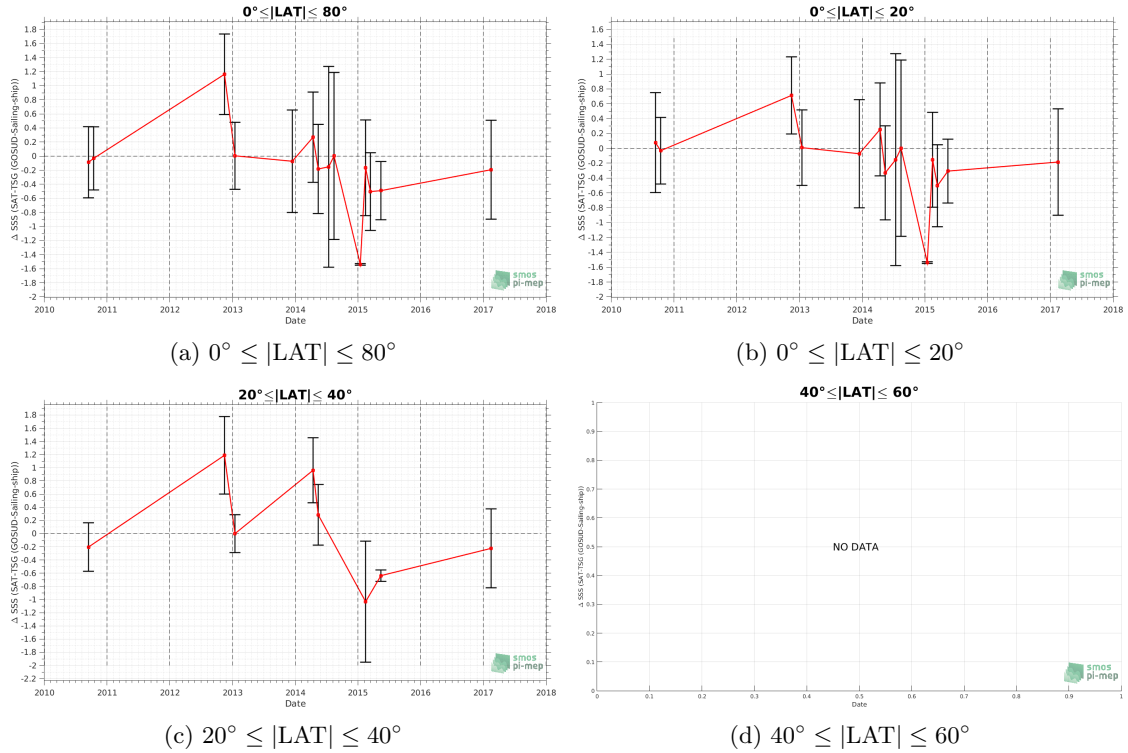 0°≤|LAT|≤ 80°
Δ SSS (SAT-TSG (GOSUD-Sailing-ship))
1.8
1.6
1.4
1.2
1
0.8
0.6
0.4
0.2
0
-0.2
-0.4
-0.6
-0.8
-1
-1.2
-1.4
-1.6
-1.8
-2
2010 2011 2012 2013 2014 2015 2016 2017 2018
Date
smos
pi-mep
(a) 0° ≤ |LAT| ≤ 80°
0°≤|LAT|≤ 20°
Δ SSS (SAT-TSG (GOSUD-Sailing-ship))
1.6
1.4
1.2
1
0.8
0.6
0.4
0.2
0
-0.2
-0.4
-0.6
-0.8
-1
-1.2
-1.4
-1.6
-1.8
-2
2010 2011 2012 2013 2014 2015 2016 2017 2018
Date
smos
pi-mep
(b) 0° ≤ |LAT| ≤ 20°
20°≤|LAT|≤ 40°
Δ SSS (SAT-TSG (GOSUD-Sailing-ship))
1.8
1.6
1.4
1.2
1
0.8
0.6
0.4
0.2
0
-0.2
-0.4
-0.6
-0.8
-1
-1.2
-1.4
-1.6
-1.8
-2
-2.2
2010 2011 2012 2013 2014 2015 2016 2017 2018
Date
smos
pi-mep
(c) 20° ≤ |LAT| ≤ 40°
40°≤|LAT|≤ 60°
Δ SSS (SAT-TSG (GOSUD-Sailing-ship))
1
0.9
0.8
0.7
0.6
0.5
0.4
0.3
0.2
0.1
0
NO DATA
0 0.1 0.2 0.3 0.4 0.5 0.6 0.7 0.8 0.9 1
Date
smos
pi-mep
(d) 40° ≤ |LAT| ≤ 60°